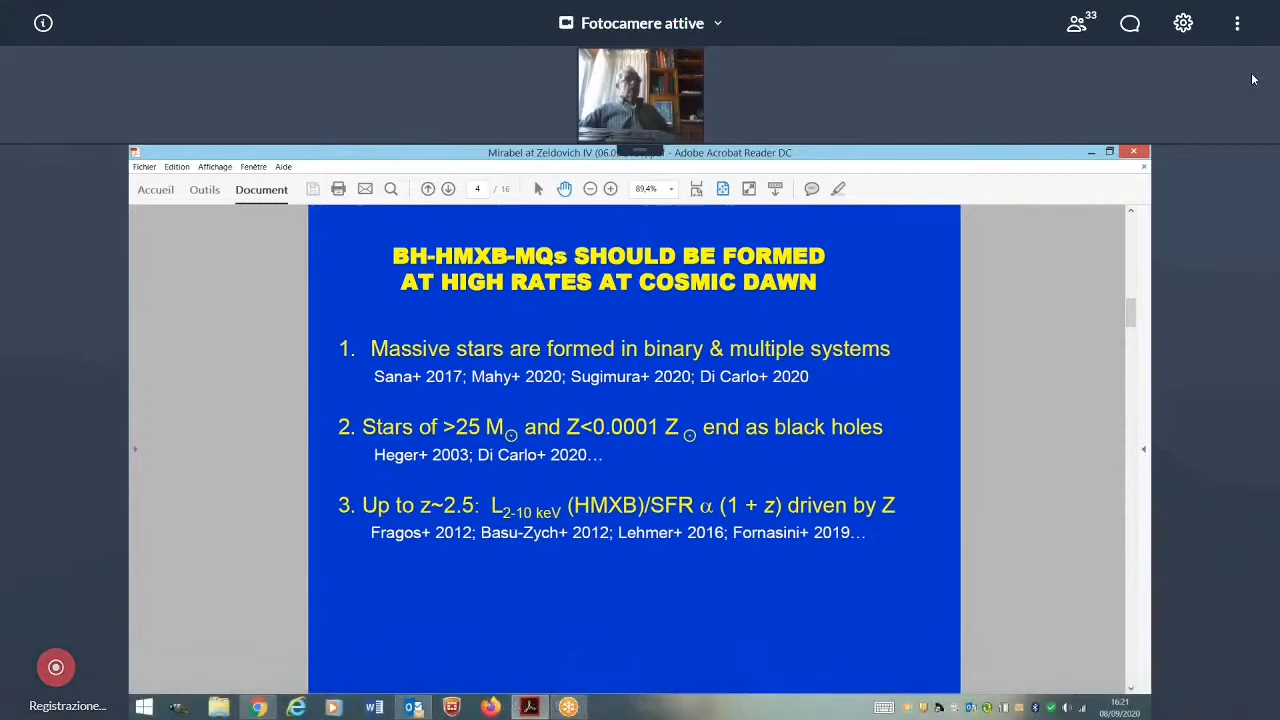 Fotocamere attive
33
Mirabel at Zeldovich IV (06.0
- Adobe Acrobat Reader DC
Fichier Edition Affichage Fenêtre Aide
Accueil Outils Document 4 / 16 89,4%
BH-HMXB-MQs SHOULD BE FORMED
AT HIGH RATES AT COSMIC DAWN
1. Massive stars are formed in binary & multiple systems
Sana+ 2017; Mahy+ 2020; Sugimura+ 2020; Di Carlo+ 2020
2. Stars of >25 M☉ and Z<0.0001 Z☉ end as black holes
Heger+ 2003; Di Carlo+ 2020…
3. Up to z~2.5: L2-10 keV (HMXB)/SFR α (1 + z) driven by Z
Fragos+ 2012; Basu-Zych+ 2012; Lehmer+ 2016; Fornasini+ 2019…
Registrazione...
16:21
08/09/2020